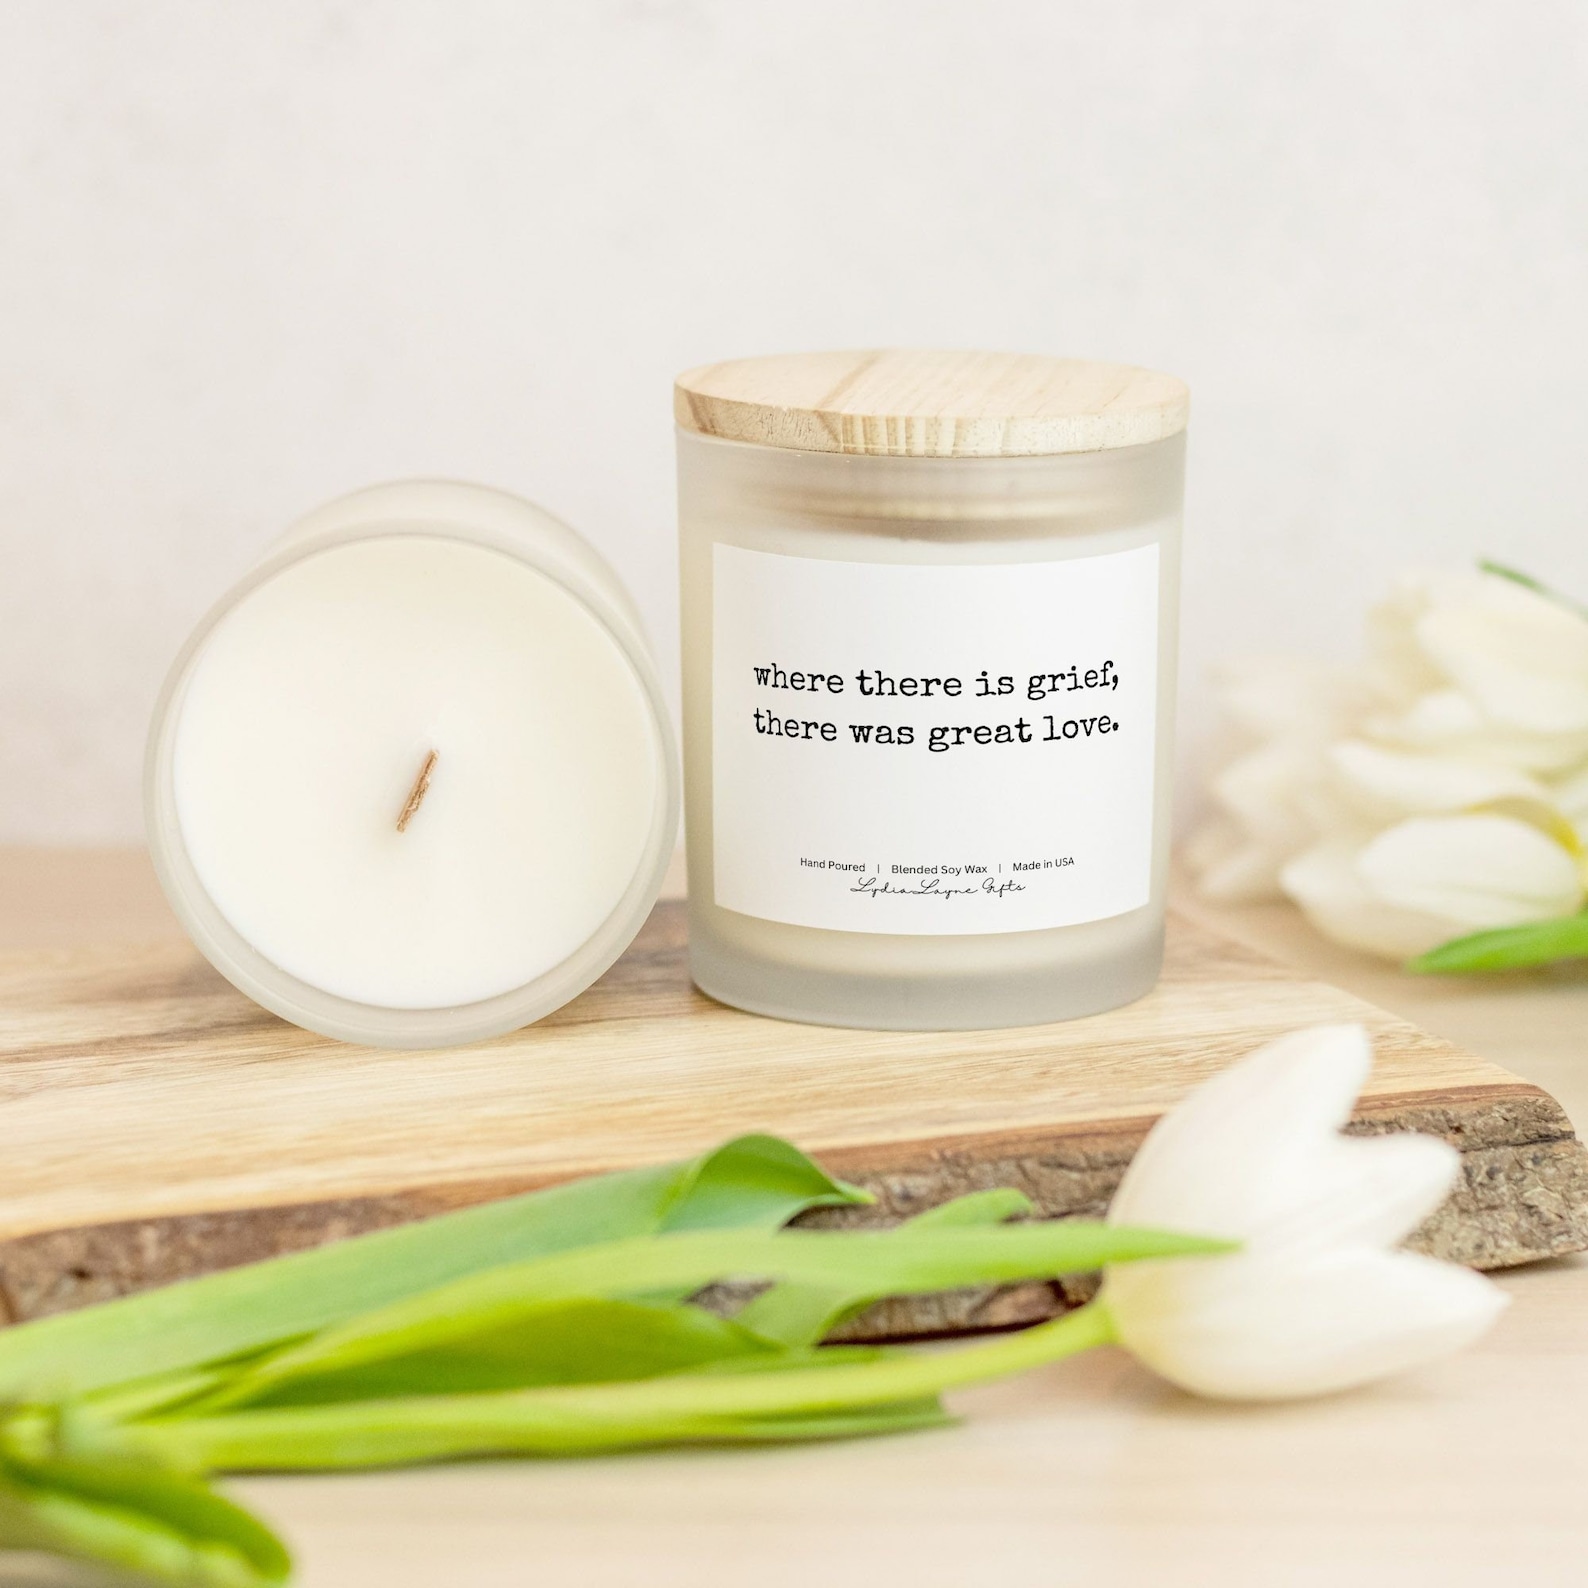 where there is grief,
there was great love.
Hand Poured | Blended Soy Wax | Made in USA
LydiaLayne Gifts